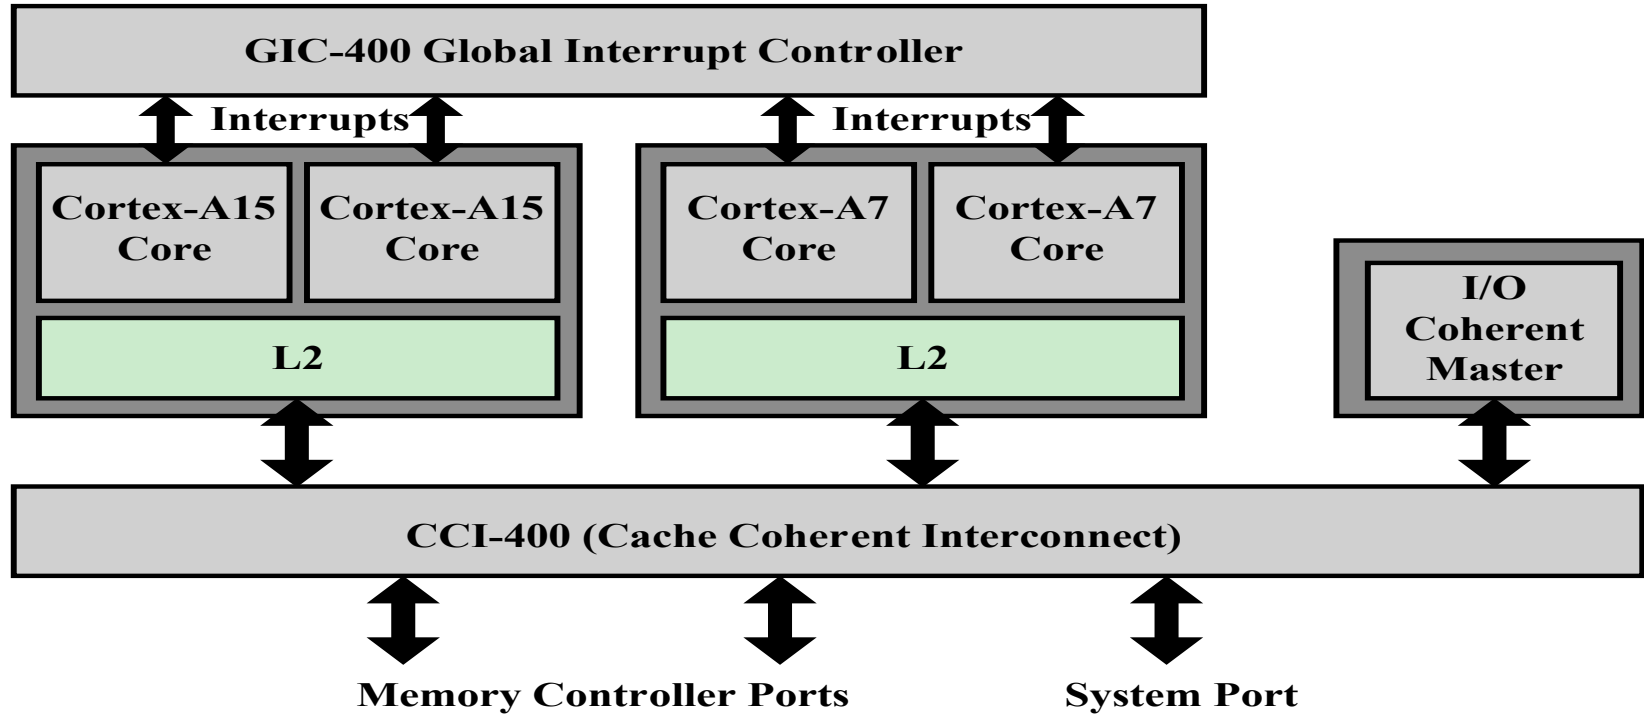 GIC-400 Global Interrupt Controller
Interrupts
Interrupts
Cortex-A15
Core
Cortex-A15
Core
Cortex-A7
Core
Cortex-A7
Core
L2
L2
I/O
Coherent
Master
CCI-400 (Cache Coherent Interconnect)
Memory Controller Ports
System Port